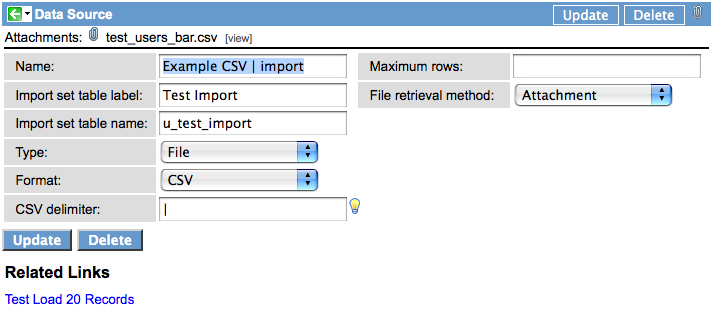 Data Source Update Delete
Attachments: test_users_bar.csv [view]
Name: Example CSV | import Maximum rows:
Import set table label: Test Import File retrieval method: Attachment
Import set table name: u_test_import
Type: File
Format: CSV
CSV delimiter: |
Update Delete
Related Links
Test Load 20 Records